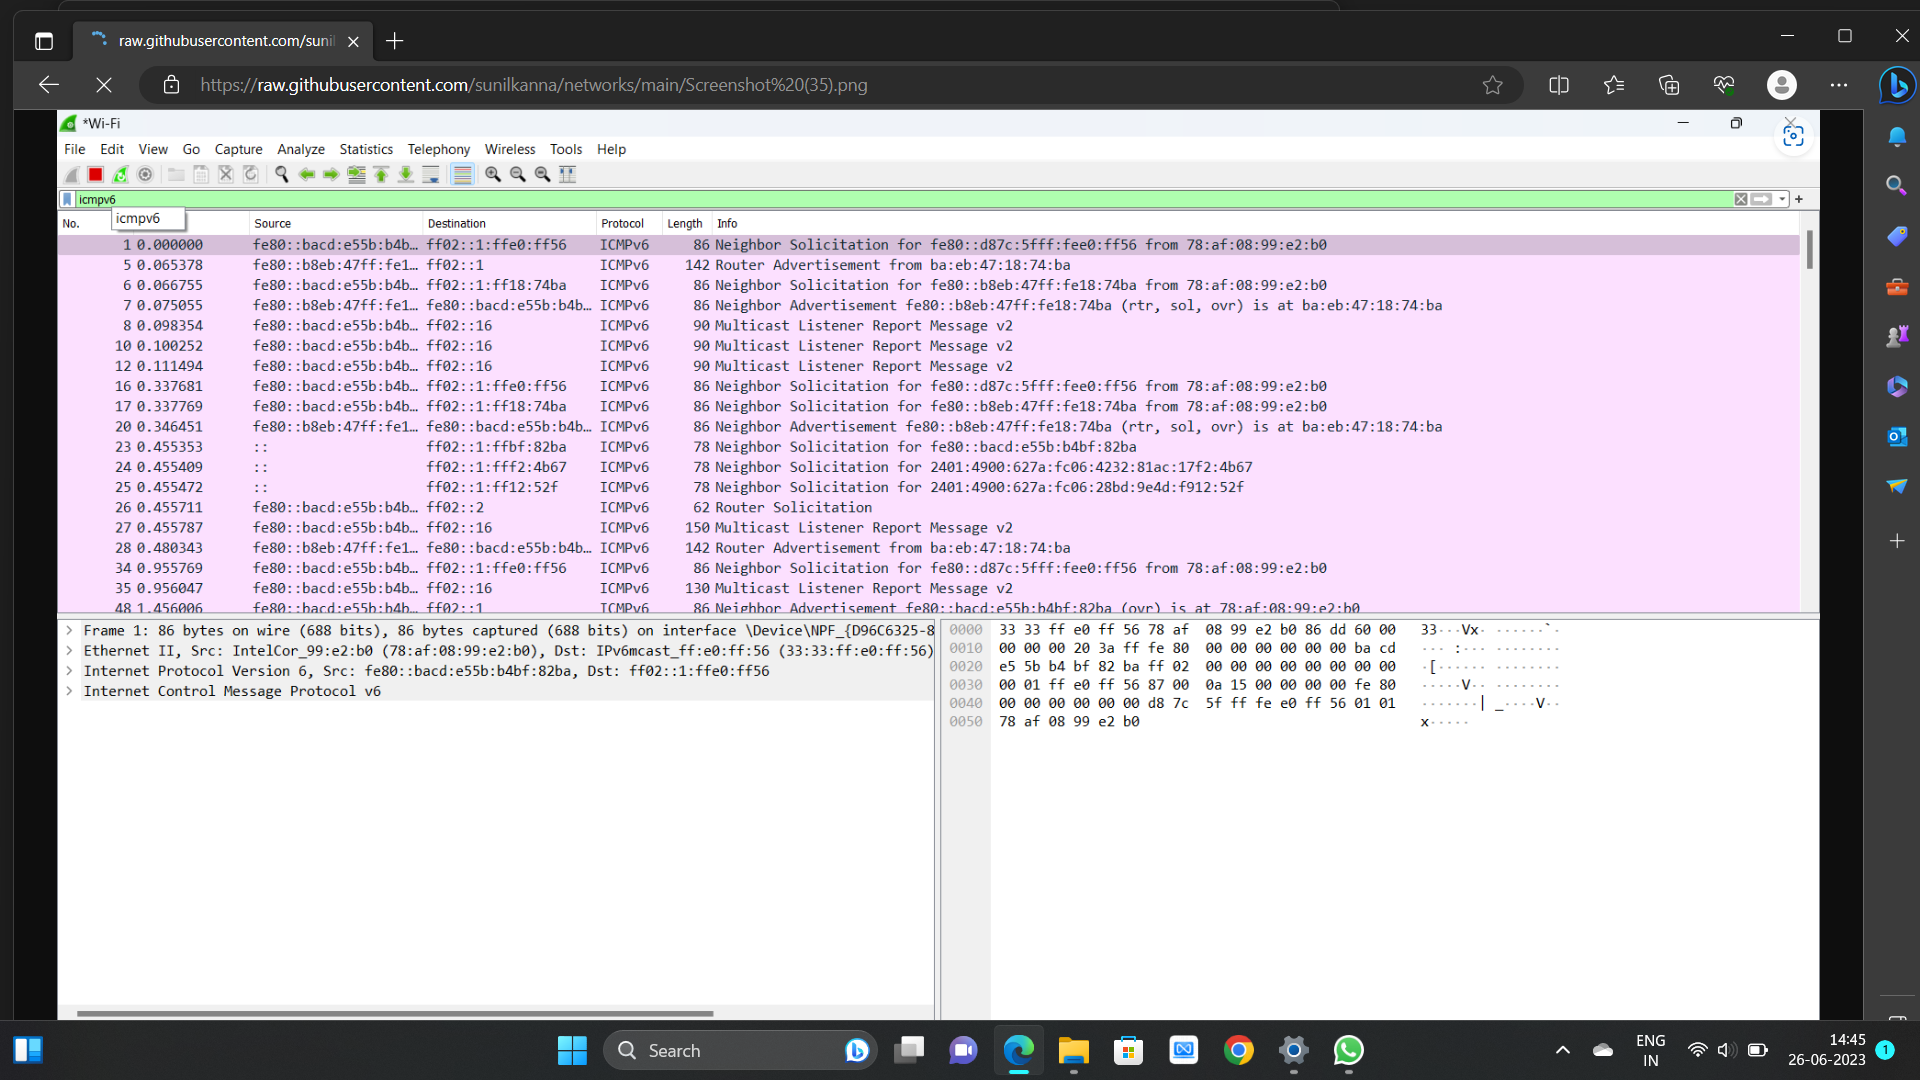 raw.githubusercontent.com/suni
https://raw.githubusercontent.com/sunilkanna/networks/main/Screenshot%20(35).png
*Wi-Fi
File Edit View Go Capture Analyze Statistics Telephony Wireless Tools Help
icmpv6
icmpv6
No. Source Destination Protocol Length Info
1 0.000000 fe80::bacd:e55b:b4b… ff02::1:ffe0:ff56 ICMPv6 86 Neighbor Solicitation for fe80::d87c:5fff:fee0:ff56 from 78:af:08:99:e2:b0
5 0.065378 fe80::b8eb:47ff:fe1… ff02::1 ICMPv6 142 Router Advertisement from ba:eb:47:18:74:ba
6 0.066755 fe80::bacd:e55b:b4b… ff02::1:ff18:74ba ICMPv6 86 Neighbor Solicitation for fe80::b8eb:47ff:fe18:74ba from 78:af:08:99:e2:b0
7 0.075055 fe80::b8eb:47ff:fe1… fe80::bacd:e55b:b4b… ICMPv6 86 Neighbor Advertisement fe80::b8eb:47ff:fe18:74ba (rtr, sol, ovr) is at ba:eb:47:18:74:ba
8 0.098354 fe80::bacd:e55b:b4b… ff02::16 ICMPv6 90 Multicast Listener Report Message v2
10 0.100252 fe80::bacd:e55b:b4b… ff02::16 ICMPv6 90 Multicast Listener Report Message v2
12 0.111494 fe80::bacd:e55b:b4b… ff02::16 ICMPv6 90 Multicast Listener Report Message v2
16 0.337681 fe80::bacd:e55b:b4b… ff02::1:ffe0:ff56 ICMPv6 86 Neighbor Solicitation for fe80::d87c:5fff:fee0:ff56 from 78:af:08:99:e2:b0
17 0.337769 fe80::bacd:e55b:b4b… ff02::1:ff18:74ba ICMPv6 86 Neighbor Solicitation for fe80::b8eb:47ff:fe18:74ba from 78:af:08:99:e2:b0
20 0.346451 fe80::b8eb:47ff:fe1… fe80::bacd:e55b:b4b… ICMPv6 86 Neighbor Advertisement fe80::b8eb:47ff:fe18:74ba (rtr, sol, ovr) is at ba:eb:47:18:74:ba
23 0.455353 :: ff02::1:ffbf:82ba ICMPv6 78 Neighbor Solicitation for fe80::bacd:e55b:b4bf:82ba
24 0.455409 :: ff02::1:fff2:4b67 ICMPv6 78 Neighbor Solicitation for 2401:4900:627a:fc06:4232:81ac:17f2:4b67
25 0.455472 :: ff02::1:ff12:52f ICMPv6 78 Neighbor Solicitation for 2401:4900:627a:fc06:28bd:9e4d:f912:52f
26 0.455711 fe80::bacd:e55b:b4b… ff02::2 ICMPv6 62 Router Solicitation
27 0.455787 fe80::bacd:e55b:b4b… ff02::16 ICMPv6 150 Multicast Listener Report Message v2
28 0.480343 fe80::b8eb:47ff:fe1… fe80::bacd:e55b:b4b… ICMPv6 142 Router Advertisement from ba:eb:47:18:74:ba
34 0.955769 fe80::bacd:e55b:b4b… ff02::1:ffe0:ff56 ICMPv6 86 Neighbor Solicitation for fe80::d87c:5fff:fee0:ff56 from 78:af:08:99:e2:b0
35 0.956047 fe80::bacd:e55b:b4b… ff02::16 ICMPv6 130 Multicast Listener Report Message v2
48 1.456006 fe80::bacd:e55b:b4b… ff02::1 ICMPv6 86 Neighbor Advertisement fe80::bacd:e55b:b4bf:82ba (ovr) is at 78:af:08:99:e2:b0
Frame 1: 86 bytes on wire (688 bits), 86 bytes captured (688 bits) on interface \Device\NPF_{D96C6325-8
Ethernet II, Src: IntelCor_99:e2:b0 (78:af:08:99:e2:b0), Dst: IPv6mcast_ff:e0:ff:56 (33:33:ff:e0:ff:56)
Internet Protocol Version 6, Src: fe80::bacd:e55b:b4bf:82ba, Dst: ff02::1:ffe0:ff56
Internet Control Message Protocol v6
0000 33 33 ff e0 ff 56 78 af 08 99 e2 b0 86 dd 60 00 33···Vx· ······`·
0010 00 00 00 20 3a ff fe 80 00 00 00 00 00 00 ba cd ··· :··· ········
0020 e5 5b b4 bf 82 ba ff 02 00 00 00 00 00 00 00 00 ·[······ ········
0030 00 01 ff e0 ff 56 87 00 0a 15 00 00 00 00 fe 80 ·····V·· ········
0040 00 00 00 00 00 00 d8 7c 5f ff fe e0 ff 56 01 01 ·······| _····V··
0050 78 af 08 99 e2 b0 x·····
Search
ENG
IN
14:45
26-06-2023
1